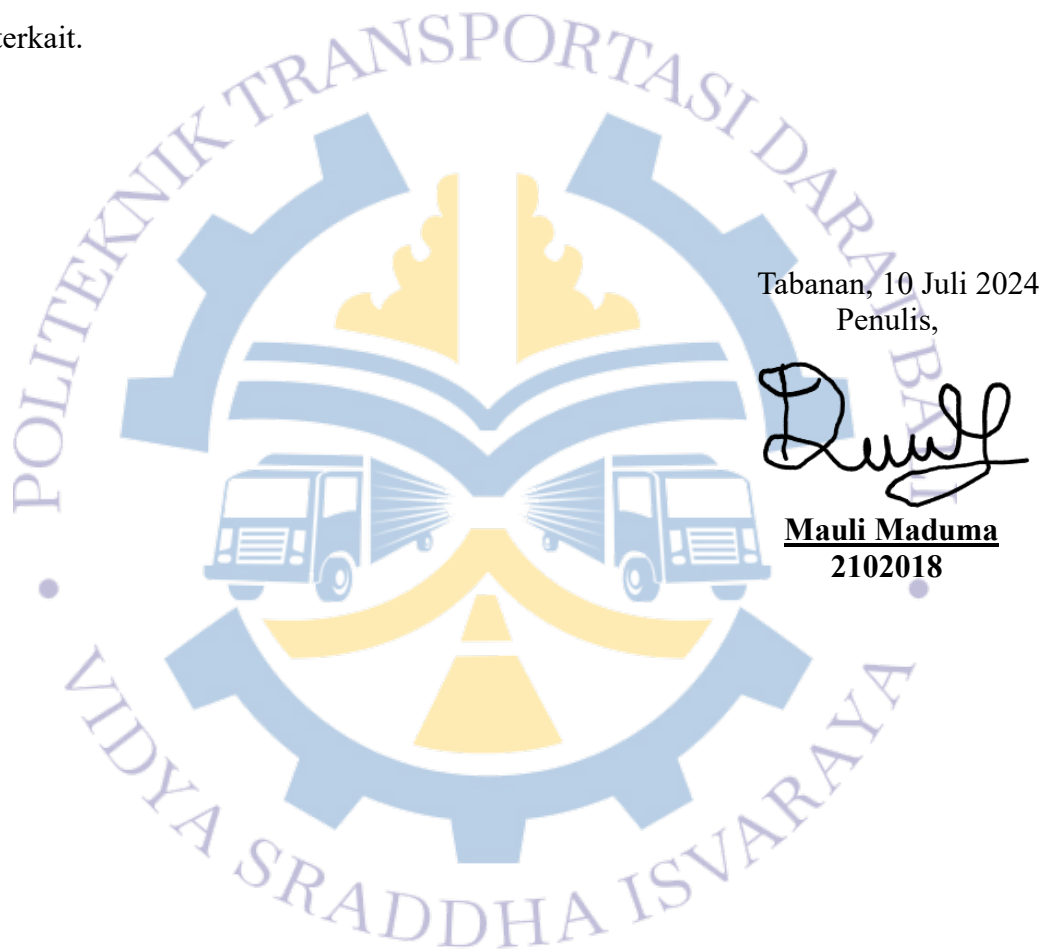 terkait.
POLITEKNIK TRANSPORTASI DARAT BALI
Tabanan, 10 Juli 2024
Penulis,
Mauli Maduma
2102018
VIDYA SRADDHA ISVARAYA